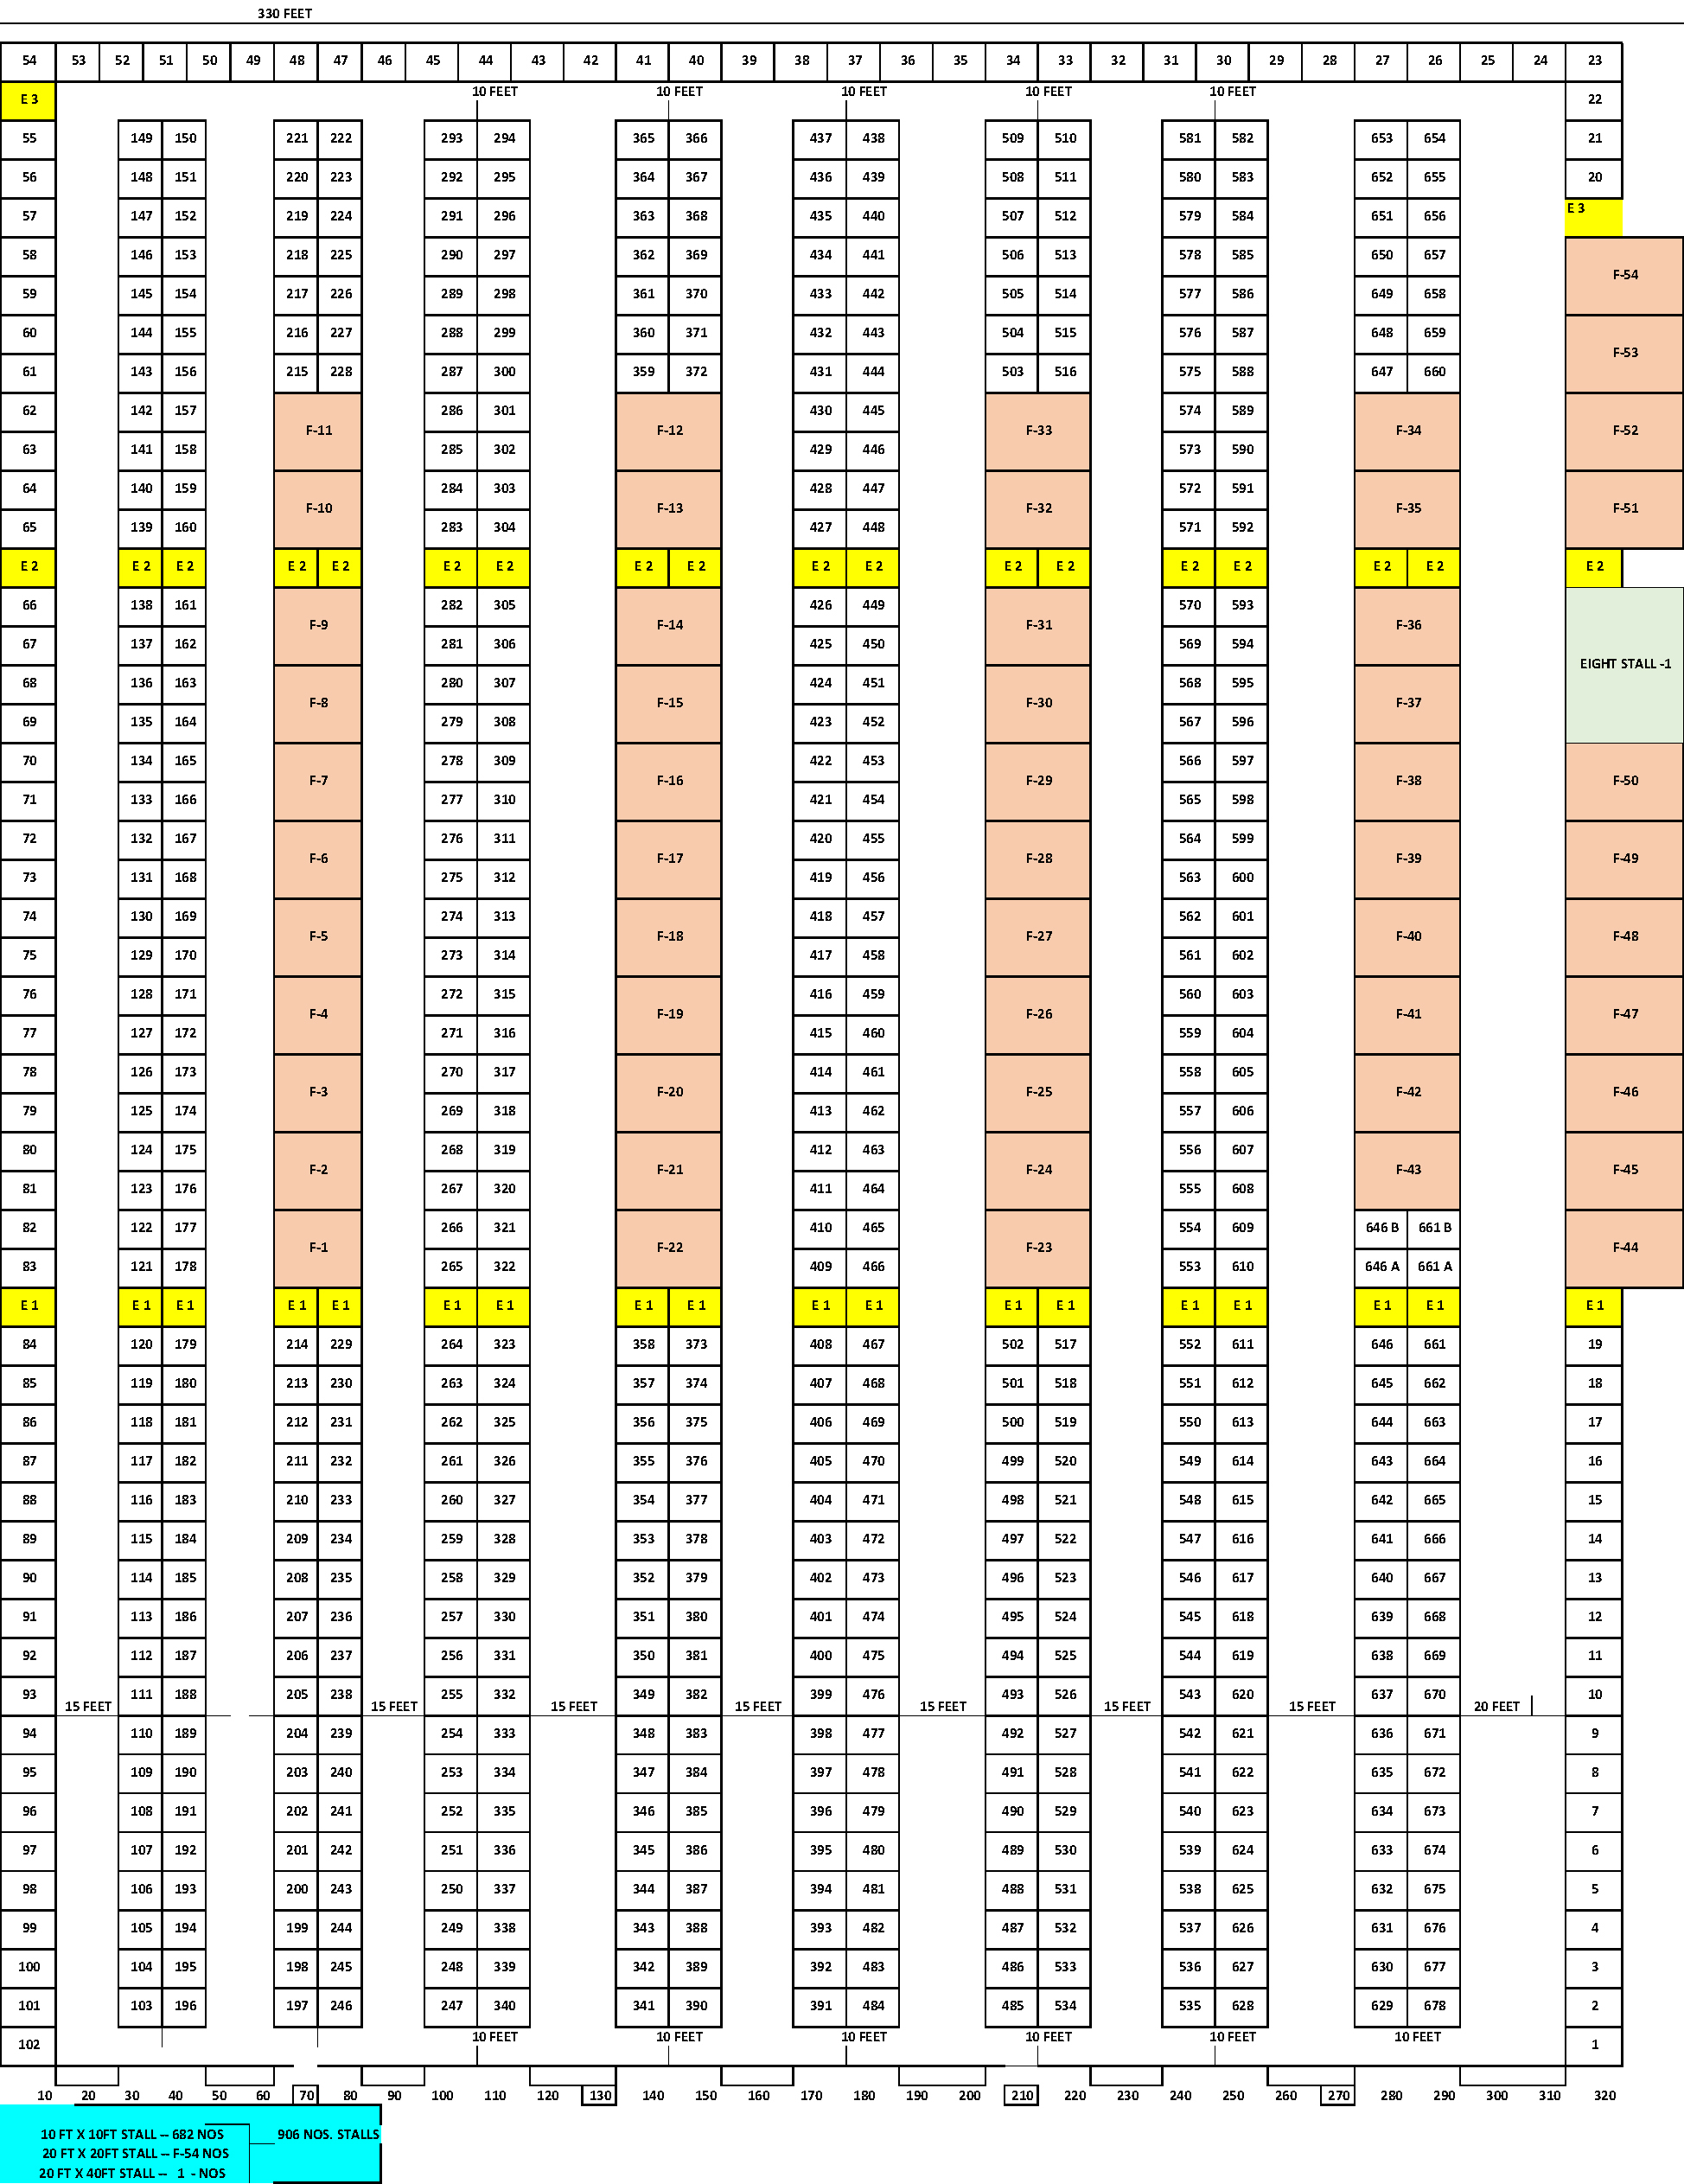 330 FEET
54 53 52 51 50 49 48 47 46 45 44 43 42 41 40 39 38 37 36 35 34 33 32 31 30 29 28 27 26 25 24 23
E 3 10 FEET 10 FEET 10 FEET 10 FEET 10 FEET 22
55 149 150 221 222 293 294 365 366 437 438 509 510 581 582 653 654 21
56 148 151 220 223 292 295 364 367 436 439 508 511 580 583 652 655 20
57 147 152 219 224 291 296 363 368 435 440 507 512 579 584 651 656 E 3
58 146 153 218 225 290 297 362 369 434 441 506 513 578 585 650 657
F-54
59 145 154 217 226 289 298 361 370 433 442 505 514 577 586 649 658
60 144 155 216 227 288 299 360 371 432 443 504 515 576 587 648 659
F-53
61 143 156 215 228 287 300 359 372 431 444 503 516 575 588 647 660
62 142 157 286 301 430 445 574 589
F-11 F-12 F-33 F-34 F-52
63 141 158 285 302 429 446 573 590
64 140 159 284 303 428 447 572 591
F-10 F-13 F-32 F-35 F-51
65 139 160 283 304 427 448 571 592
E 2 E 2 E 2 E 2 E 2 E 2 E 2 E 2 E 2 E 2 E 2 E 2 E 2 E 2 E 2 E 2 E 2 E 2
66 138 161 282 305 426 449 570 593
F-9 F-14 F-31 F-36
67 137 162 281 306 425 450 569 594
EIGHT STALL -1
68 136 163 280 307 424 451 568 595
F-8 F-15 F-30 F-37
69 135 164 279 308 423 452 567 596
70 134 165 278 309 422 453 566 597
F-7 F-16 F-29 F-38 F-50
71 133 166 277 310 421 454 565 598
72 132 167 276 311 420 455 564 599
F-6 F-17 F-28 F-39 F-49
73 131 168 275 312 419 456 563 600
74 130 169 274 313 418 457 562 601
F-5 F-18 F-27 F-40 F-48
75 129 170 273 314 417 458 561 602
76 128 171 272 315 416 459 560 603
F-4 F-19 F-26 F-41 F-47
77 127 172 271 316 415 460 559 604
78 126 173 270 317 414 461 558 605
F-3 F-20 F-25 F-42 F-46
79 125 174 269 318 413 462 557 606
80 124 175 268 319 412 463 556 607
F-2 F-21 F-24 F-43 F-45
81 123 176 267 320 411 464 555 608
82 122 177 266 321 410 465 554 609 646 B 661 B
F-1 F-22 F-23 F-44
83 121 178 265 322 409 466 553 610 646 A 661 A
E 1 E 1 E 1 E 1 E 1 E 1 E 1 E 1 E 1 E 1 E 1 E 1 E 1 E 1 E 1 E 1 E 1 E 1
84 120 179 214 229 264 323 358 373 408 467 502 517 552 611 646 661 19
85 119 180 213 230 263 324 357 374 407 468 501 518 551 612 645 662 18
86 118 181 212 231 262 325 356 375 406 469 500 519 550 613 644 663 17
87 117 182 211 232 261 326 355 376 405 470 499 520 549 614 643 664 16
88 116 183 210 233 260 327 354 377 404 471 498 521 548 615 642 665 15
89 115 184 209 234 259 328 353 378 403 472 497 522 547 616 641 666 14
90 114 185 208 235 258 329 352 379 402 473 496 523 546 617 640 667 13
91 113 186 207 236 257 330 351 380 401 474 495 524 545 618 639 668 12
92 112 187 206 237 256 331 350 381 400 475 494 525 544 619 638 669 11
93 15 FEET 111 188 205 238 15 FEET 255 332 15 FEET 349 382 15 FEET 399 476 15 FEET 493 526 15 FEET 543 620 15 FEET 637 670 20 FEET 10
94 110 189 204 239 254 333 348 383 398 477 492 527 542 621 636 671 9
95 109 190 203 240 253 334 347 384 397 478 491 528 541 622 635 672 8
96 108 191 202 241 252 335 346 385 396 479 490 529 540 623 634 673 7
97 107 192 201 242 251 336 345 386 395 480 489 530 539 624 633 674 6
98 106 193 200 243 250 337 344 387 394 481 488 531 538 625 632 675 5
99 105 194 199 244 249 338 343 388 393 482 487 532 537 626 631 676 4
100 104 195 198 245 248 339 342 389 392 483 486 533 536 627 630 677 3
101 103 196 197 246 247 340 341 390 391 484 485 534 535 628 629 678 2
102 10 FEET 10 FEET 10 FEET 10 FEET 10 FEET 10 FEET 1
10 20 30 40 50 60 70 80 90 100 110 120 130 140 150 160 170 180 190 200 210 220 230 240 250 260 270 280 290 300 310 320
10 FT X 10FT STALL -- 682 NOS 906 NOS. STALLS
20 FT X 20FT STALL -- F-54 NOS
20 FT X 40FT STALL -- 1 - NOS